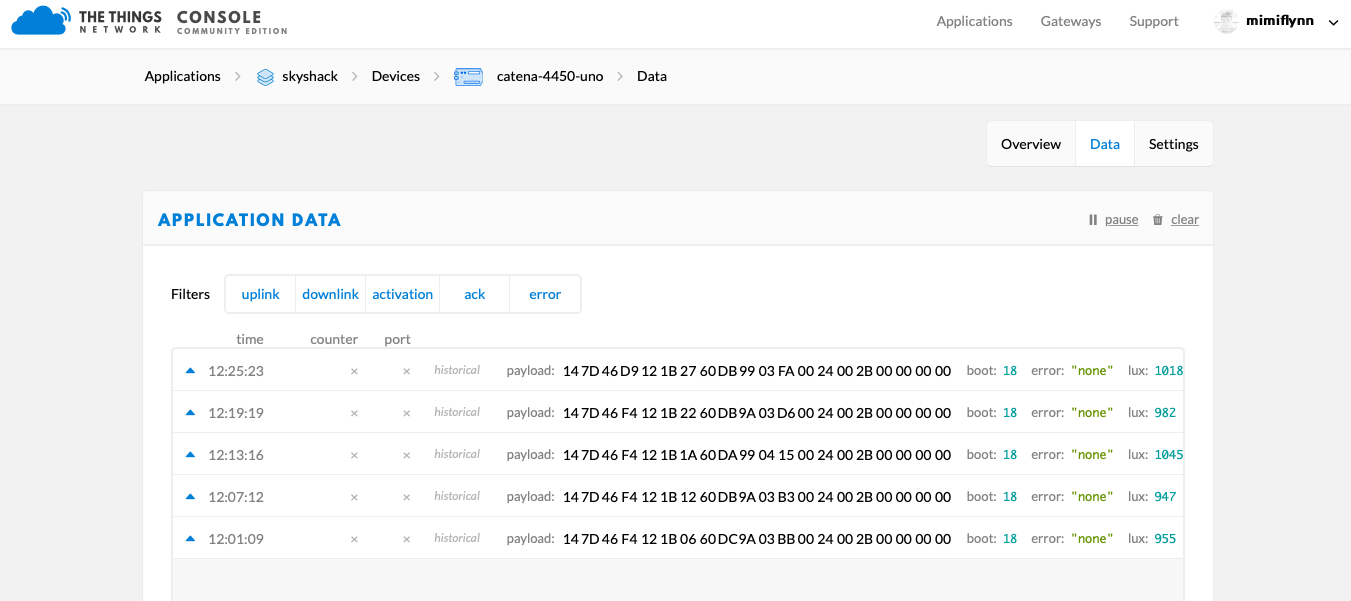 THE THINGS NETWORK CONSOLE COMMUNITY EDITION Applications Gateways Support mimiflynn
Applications skyshack Devices catena-4450-uno Data
Overview Data Settings
APPLICATION DATA pause clear
Filters uplink downlink activation ack error
time counter port
12:25:23 × × historical payload: 14 7D 46 D9 12 1B 27 60 DB 99 03 FA 00 24 00 2B 00 00 00 00 boot: 18 error: "none" lux: 1018
12:19:19 × × historical payload: 14 7D 46 F4 12 1B 22 60 DB 9A 03 D6 00 24 00 2B 00 00 00 00 boot: 18 error: "none" lux: 982
12:13:16 × × historical payload: 14 7D 46 F4 12 1B 1A 60 DA 99 04 15 00 24 00 2B 00 00 00 00 boot: 18 error: "none" lux: 1045
12:07:12 × × historical payload: 14 7D 46 F4 12 1B 12 60 DB 9A 03 B3 00 24 00 2B 00 00 00 00 boot: 18 error: "none" lux: 947
12:01:09 × × historical payload: 14 7D 46 F4 12 1B 06 60 DC 9A 03 BB 00 24 00 2B 00 00 00 00 boot: 18 error: "none" lux: 955